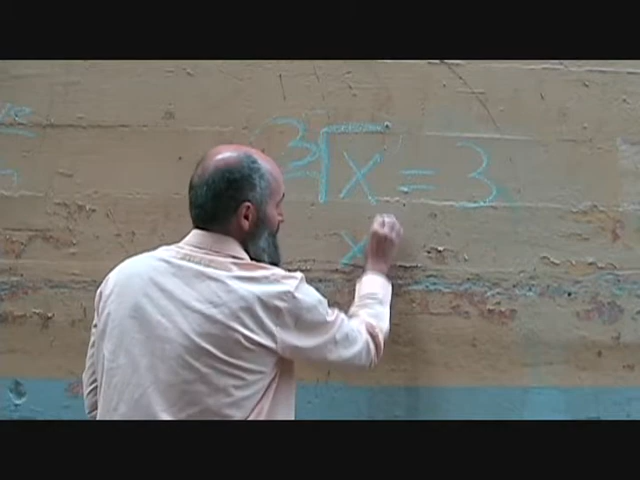 ³√x = 3
x